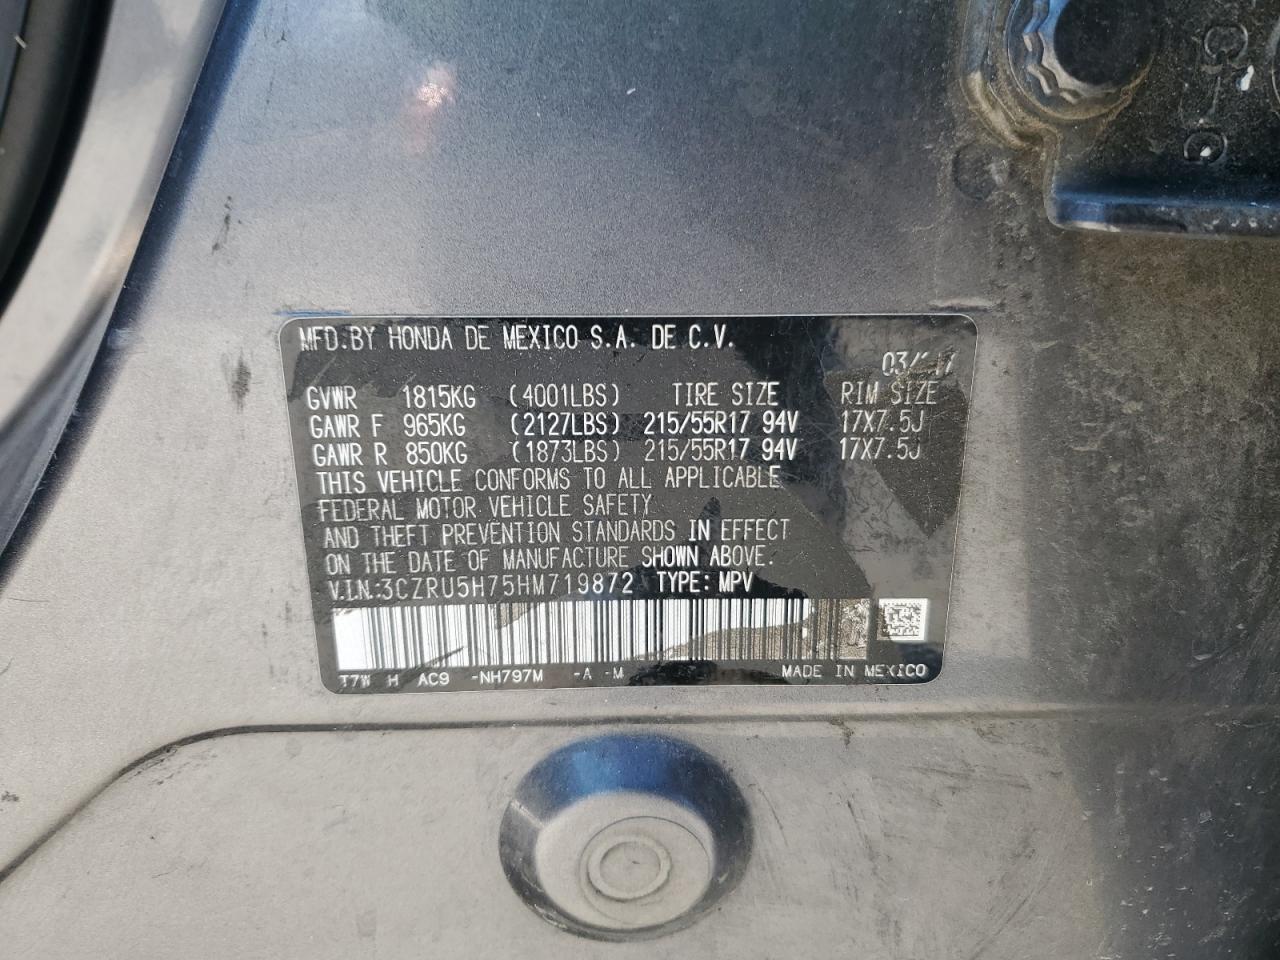 MFD.BY HONDA DE MEXICO S.A. DE C.V.
GVWR 1815KG (4001LBS) TIRE SIZE RIM SIZE
GAWR F 965KG (2127LBS) 215/55R17 94V 17X7.5J
GAWR R 850KG (1873LBS) 215/55R17 94V 17X7.5J
THIS VEHICLE CONFORMS TO ALL APPLICABLE
FEDERAL MOTOR VEHICLE SAFETY
AND THEFT PREVENTION STANDARDS IN EFFECT
ON THE DATE OF MANUFACTURE SHOWN ABOVE.
V.I.N.:3CZRU5H75HM719872 TYPE: MPV
T7W H AC9 -NH797M -A -M MADE IN MEXICO